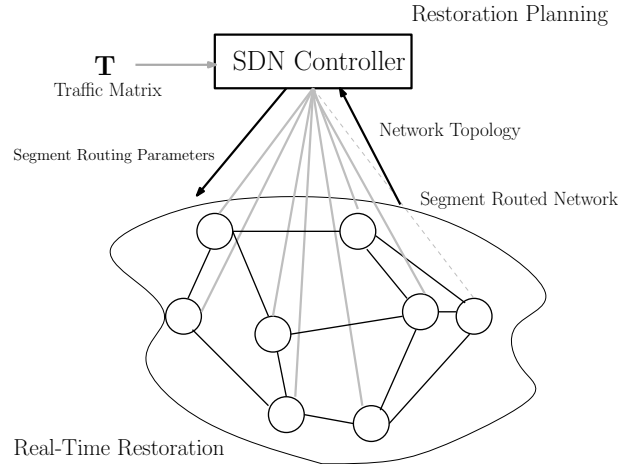 Restoration Planning
SDN Controller
T
Traffic Matrix
Network Topology
Segment Routing Parameters
Segment Routed Network
Real-Time Restoration